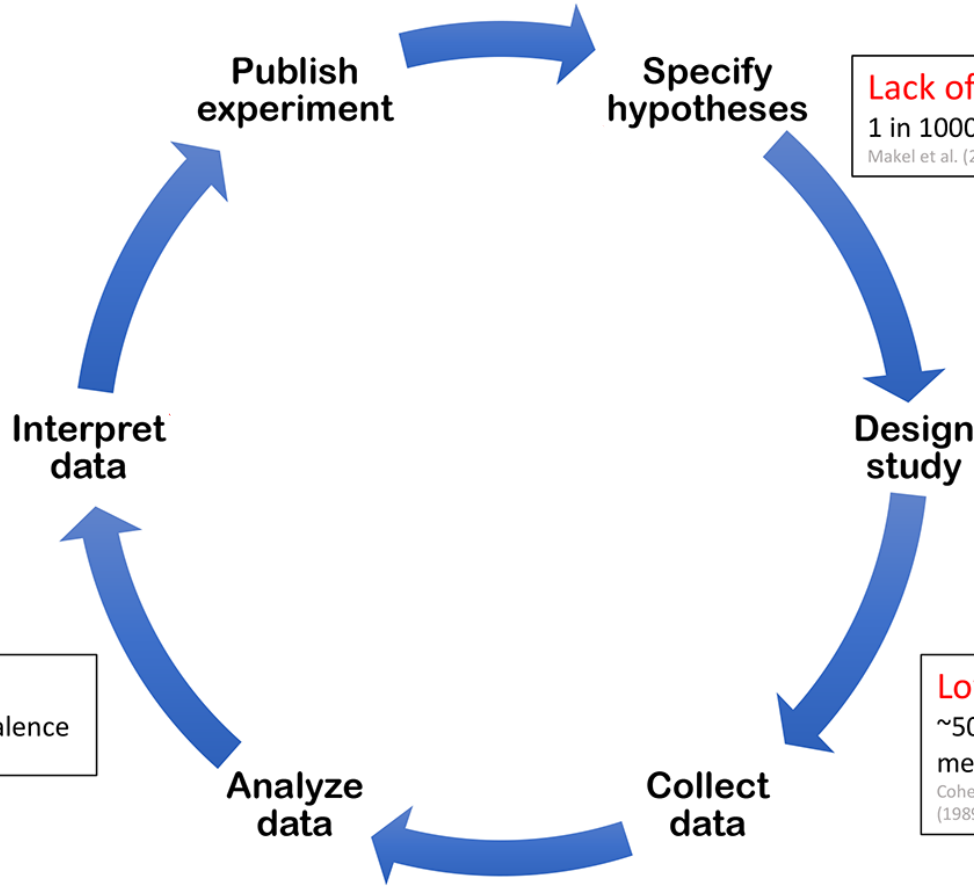 Publish
experiment
Specify
hypotheses
Lack of
1 in 1000
Makel et al. (2
Design
study
Interpret
data
Lo
~50
me
Cohe
(1989
alence
Analyze
data
Collect
data